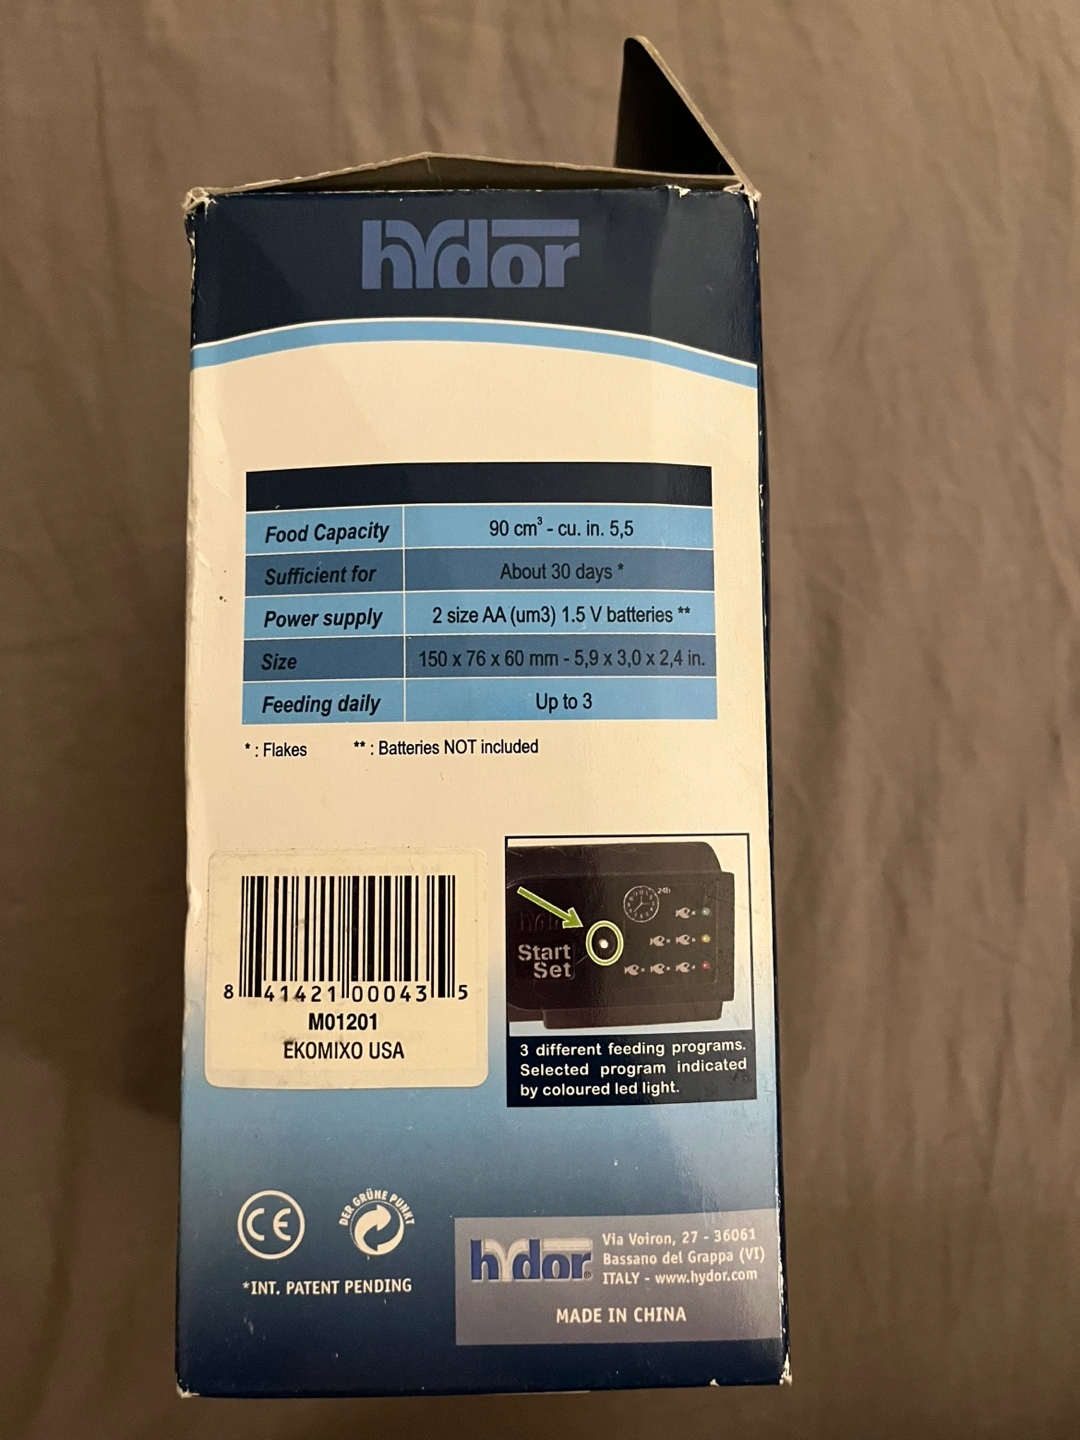 hydor
Food Capacity 90 cm³ - cu. in. 5,5
Sufficient for About 30 days *
Power supply 2 size AA (um3) 1.5 V batteries **
Size 150 x 76 x 60 mm - 5,9 x 3,0 x 2,4 in.
Feeding daily Up to 3
* : Flakes ** : Batteries NOT included
8 41421 00043 5
M01201
EKOMIXO USA
24h
hydor
Start
Set
3 different feeding programs.
Selected program indicated
by coloured led light.
CE
DER GRÜNE PUNKT
*INT. PATENT PENDING
hydor®
Via Voiron, 27 - 36061
Bassano del Grappa (VI)
ITALY - www.hydor.com
MADE IN CHINA